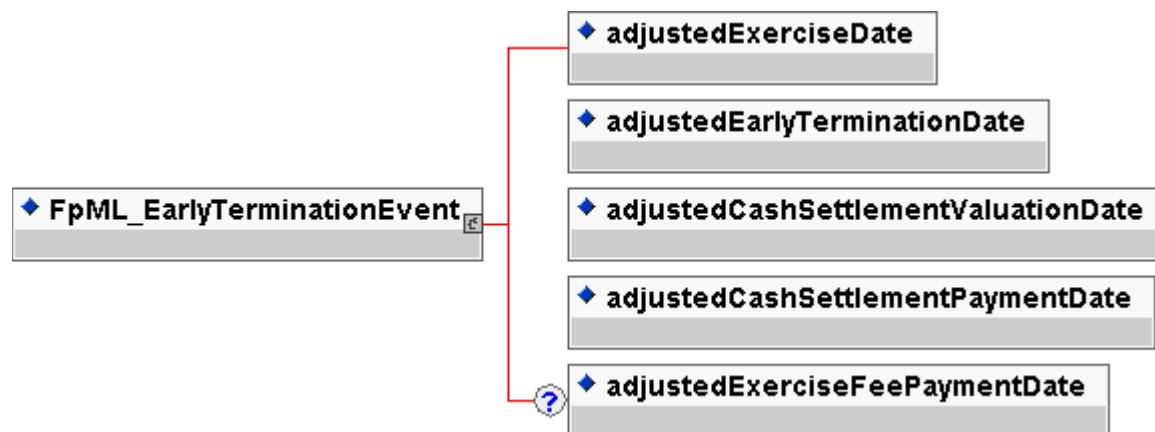 adjustedExerciseDate
adjustedEarlyTerminationDate
FpML_EarlyTerminationEvent
adjustedCashSettlementValuationDate
adjustedCashSettlementPaymentDate
?
adjustedExerciseFeePaymentDate